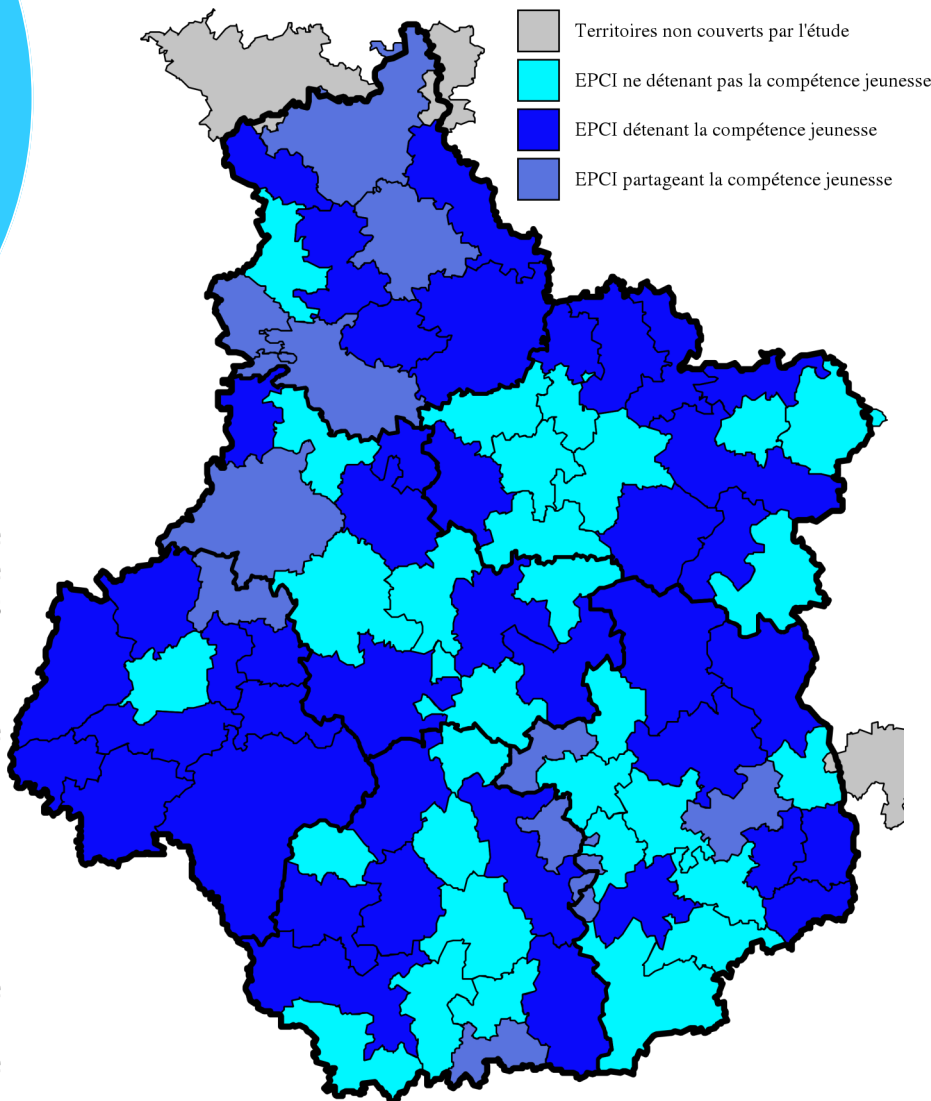 Territoires non couverts par l'étude
EPCI ne détenant pas la compétence jeunesse
EPCI détenant la compétence jeunesse
EPCI partageant la compétence jeunesse